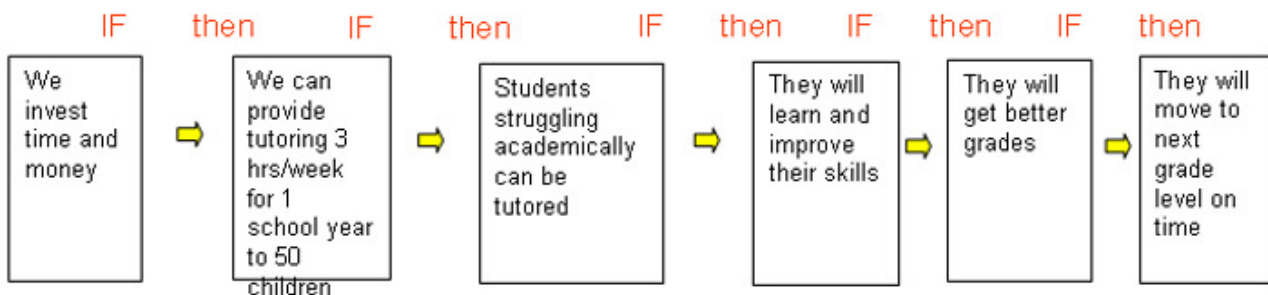 IF then IF then IF then IF then IF then
We
invest
time and
money
We can
provide
tutoring 3
hrs/week
for 1
school year
to 50
children
Students
struggling
academically
can be
tutored
They will
learn and
improve
their skills
They will
get better
grades
They will
move to
next
grade
level on
time